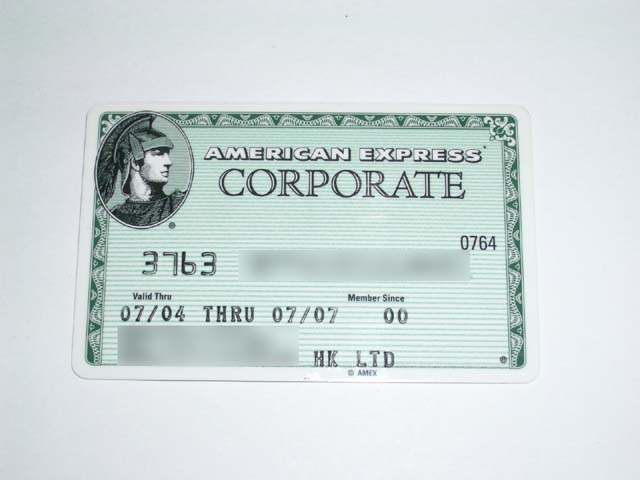 AMERICAN EXPRESS®
CORPORATE
0764
3763
Valid Thru Member Since
07/04 THRU 07/07 00
HK LTD
© AMEX